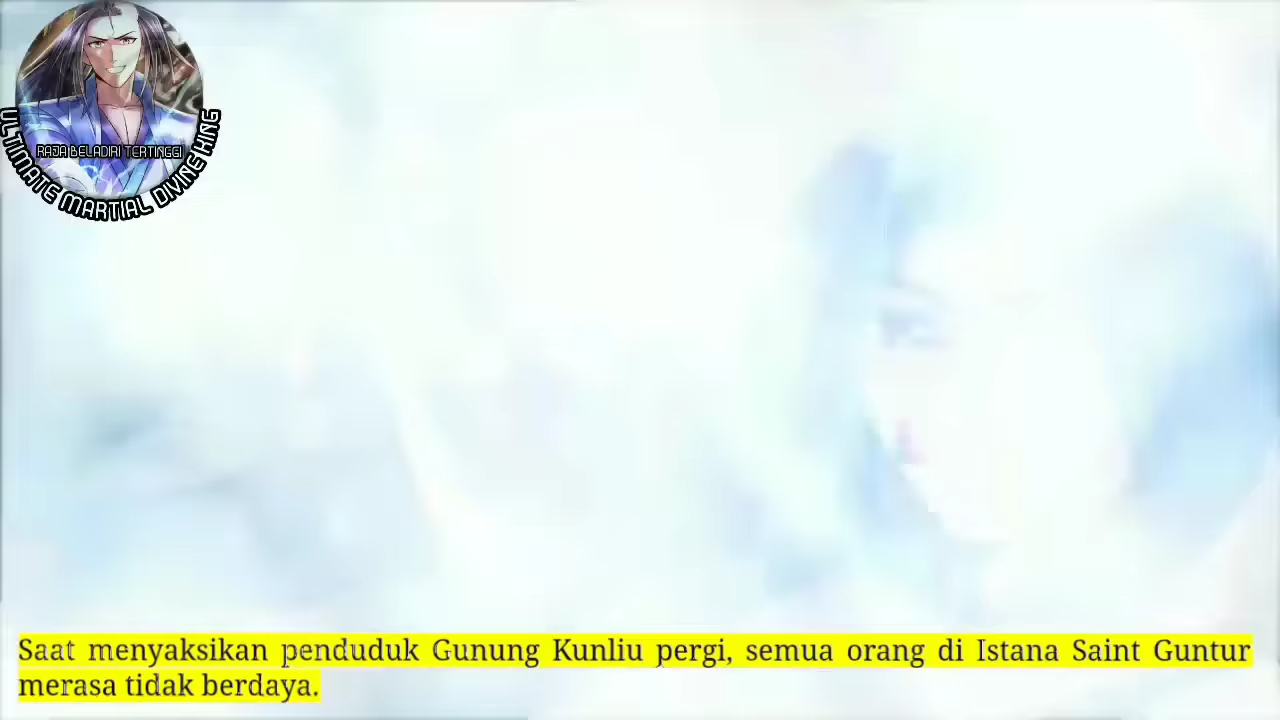 RAJA BELADIRI TERTINGGI
ULTIMATE MARTIAL DIVINE KING
Saat menyaksikan penduduk Gunung Kunliu pergi, semua orang di Istana Saint Guntur
merasa tidak berdaya.